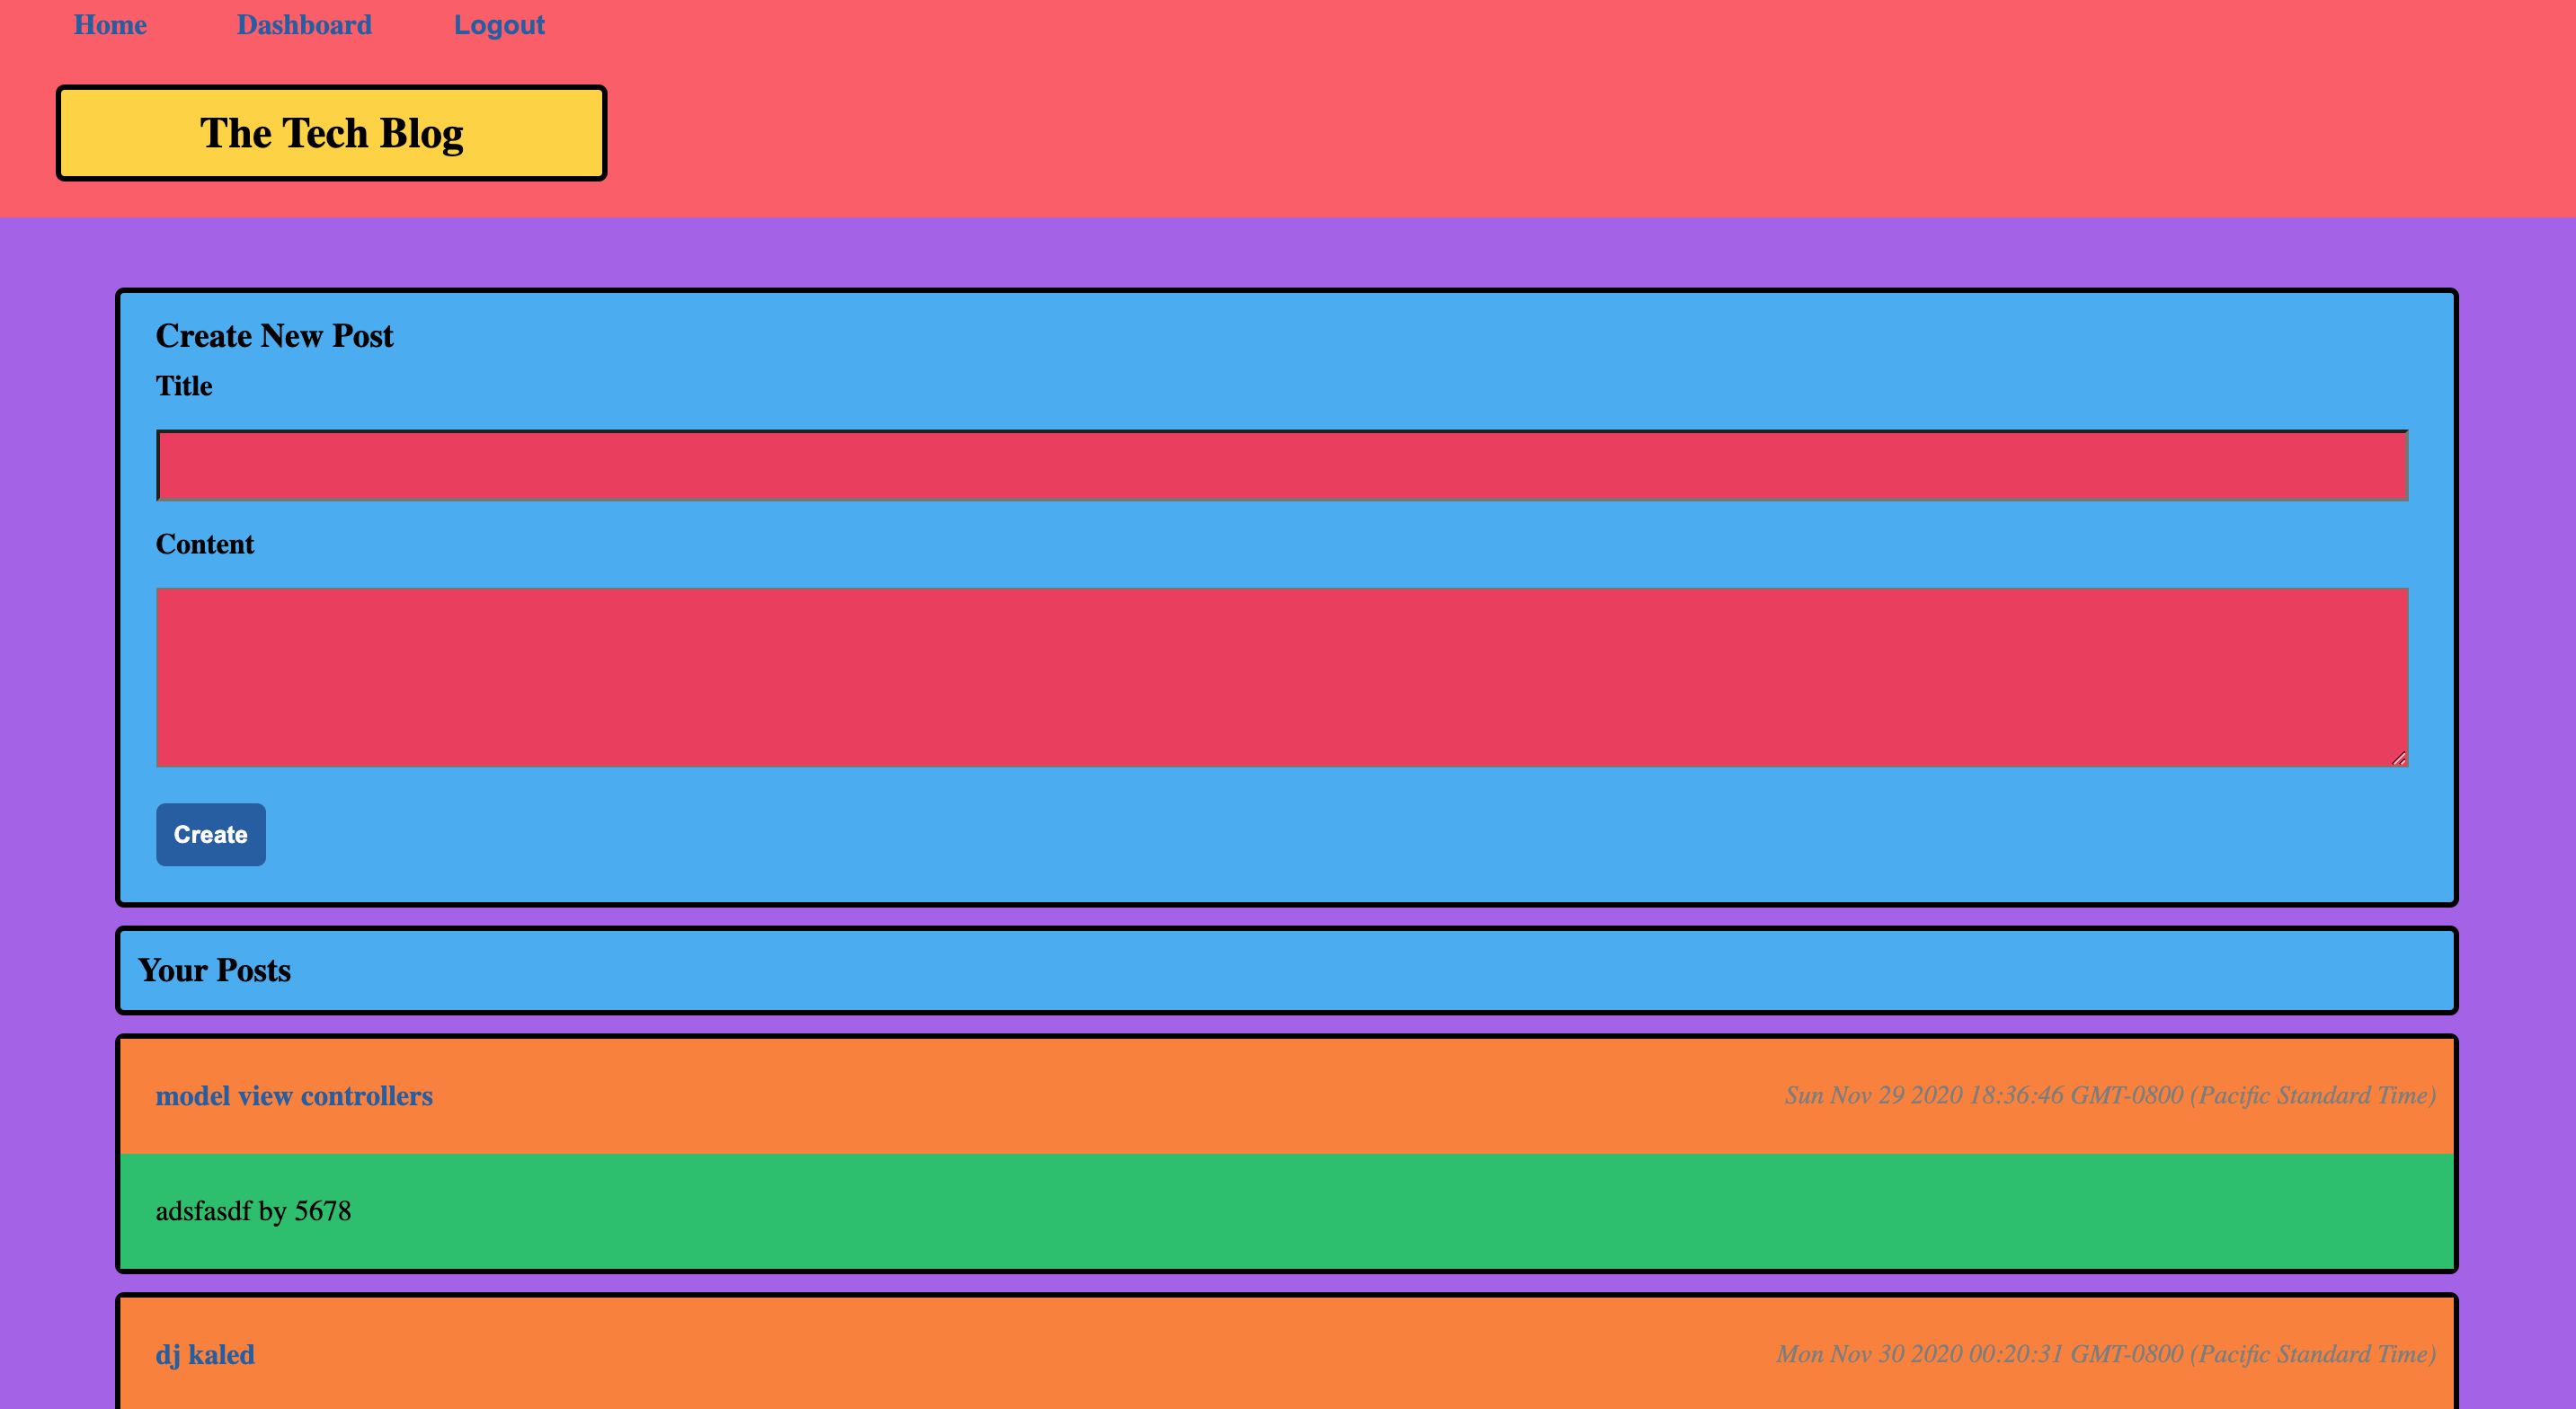 Home Dashboard Logout
The Tech Blog
Create New Post
Title
Content
Create
Your Posts
model view controllers Sun Nov 29 2020 18:36:46 GMT-0800 (Pacific Standard Time)
adsfasdf by 5678
dj kaled Mon Nov 30 2020 00:20:31 GMT-0800 (Pacific Standard Time)